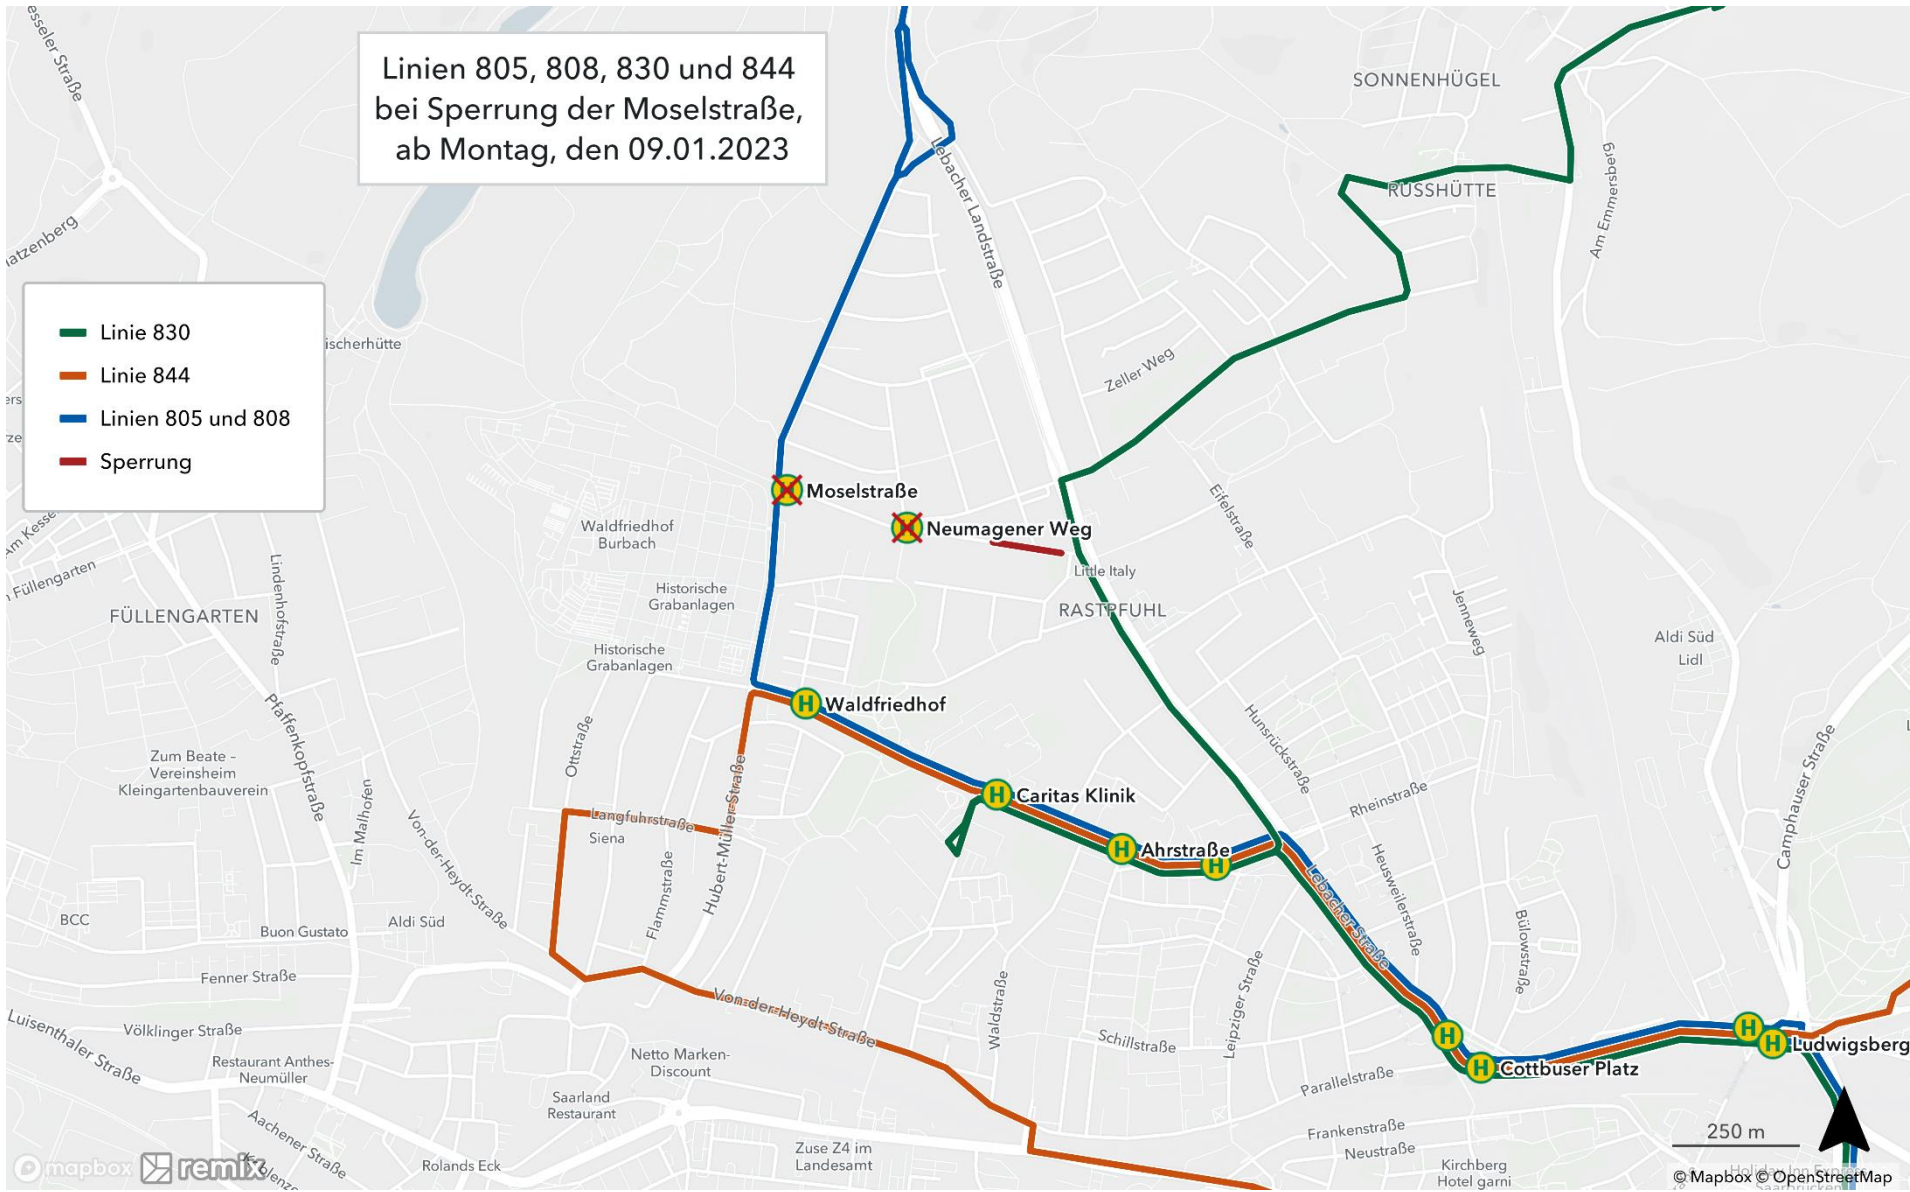 Linien 805, 808, 830 und 844
bei Sperrung der Moselstraße,
ab Montag, den 09.01.2023
SONNENHÜGEL
RUSSHÜTTE
Am Emmersberg
Lebacher Landstraße
Linie 830
Linie 844
Linien 805 und 808
Sperrung
Zeller Weg
Moselstraße
Neumagener Weg
Waldfriedhof
Burbach
Eifelstraße
Little Italy
Historische
Grabanlagen
RASTPFUHL
Jenneweg
FÜLLENGARTEN
Lindenhofstraße
Aldi Süd
Lidl
Historische
Grabanlagen
Waldfriedhof
Ottstraße
Pfaffenkopfstraße
Hunsrückstraße
Camphauser Straße
Zum Beate –
Vereinsheim
Kleingartenbauverein
Im Malhofen
Caritas Klinik
Rheinstraße
Langfuhrstraße
Siena
Hubert-Müller-Straße
Flammstraße
Von-der-Heydt-Straße
Ahrstraße
Heusweilerstraße
Lebacher Straße
BCC
Buon Gustato
Aldi Süd
Bülowstraße
Fenner Straße
Von-der-Heydt-Straße
Waldstraße
Leipziger Straße
Luisenthaler Straße
Völklinger Straße
Schillstraße
Ludwigsberg
Restaurant Anthes-
Neumüller
Netto Marken-
Discount
Cottbuser Platz
Parallelstraße
Saarland
Restaurant
Aachener Straße
Frankenstraße
Neustraße
250 m
Zuse Z4 im
Landesamt
Rolands Eck
Kirchberg
Hotel garni
mapbox
remix
© Mapbox © OpenStreetMap